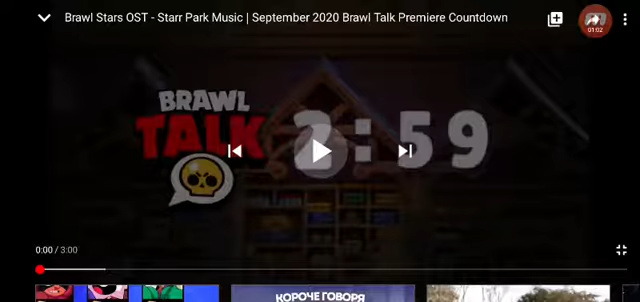 Brawl Stars OST - Starr Park Music | September 2020 Brawl Talk Premiere Countdown
01:02
BRAWL
TALK
2:59
0:00 / 3:00
КОРОЧЕ ГОВОРЯ